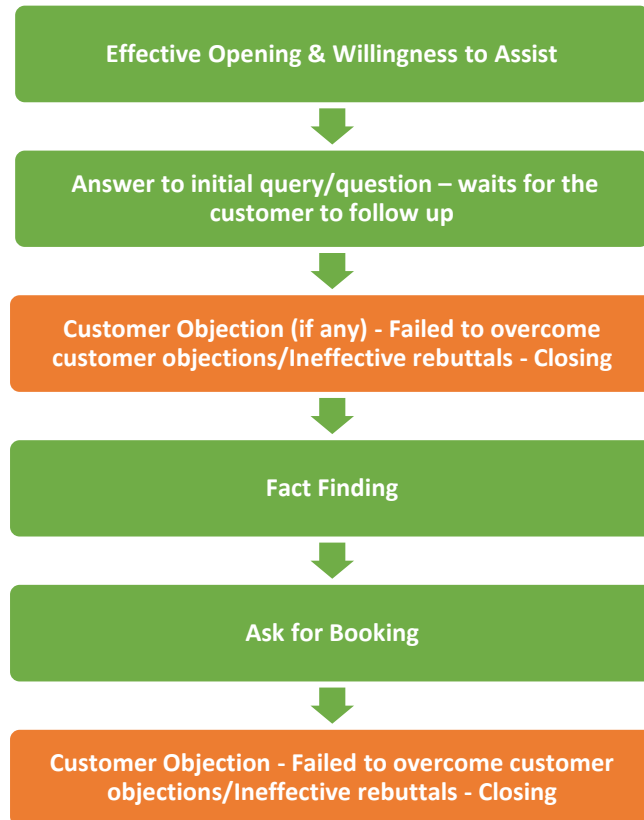 Effective Opening & Willingness to Assist
Answer to initial query/question – waits for the
customer to follow up
Customer Objection (if any) - Failed to overcome
customer objections/Ineffective rebuttals - Closing
Fact Finding
Ask for Booking
Customer Objection - Failed to overcome customer
objections/Ineffective rebuttals - Closing